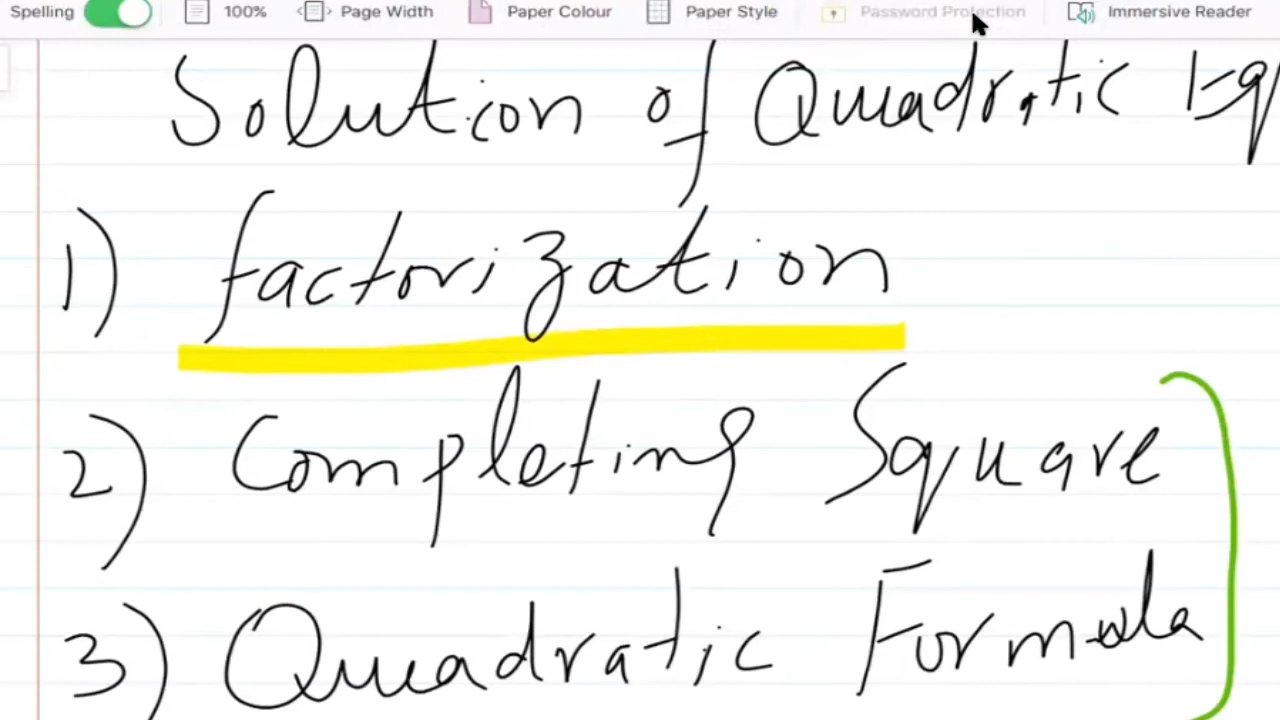 Spelling 100% Page Width Paper Colour Paper Style Password Protection Immersive Reader
Solution of Quadratic Eq
1) factorization
2) Completing Square
3) Quadratic Formula